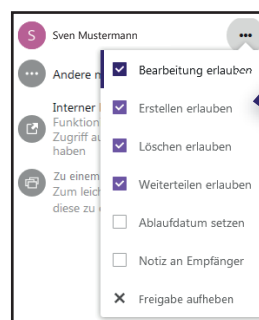 S Sven Mustermann
Andere
Bearbeitung erlauben
Interner
Funktion
Zugriff
haben
Erstellen erlauben
Löschen erlauben
Zu einem
Zum
diese zu
Weiterteilen erlauben
Ablaufdatum setzen
Notiz an Empfänger
Freigabe aufheben